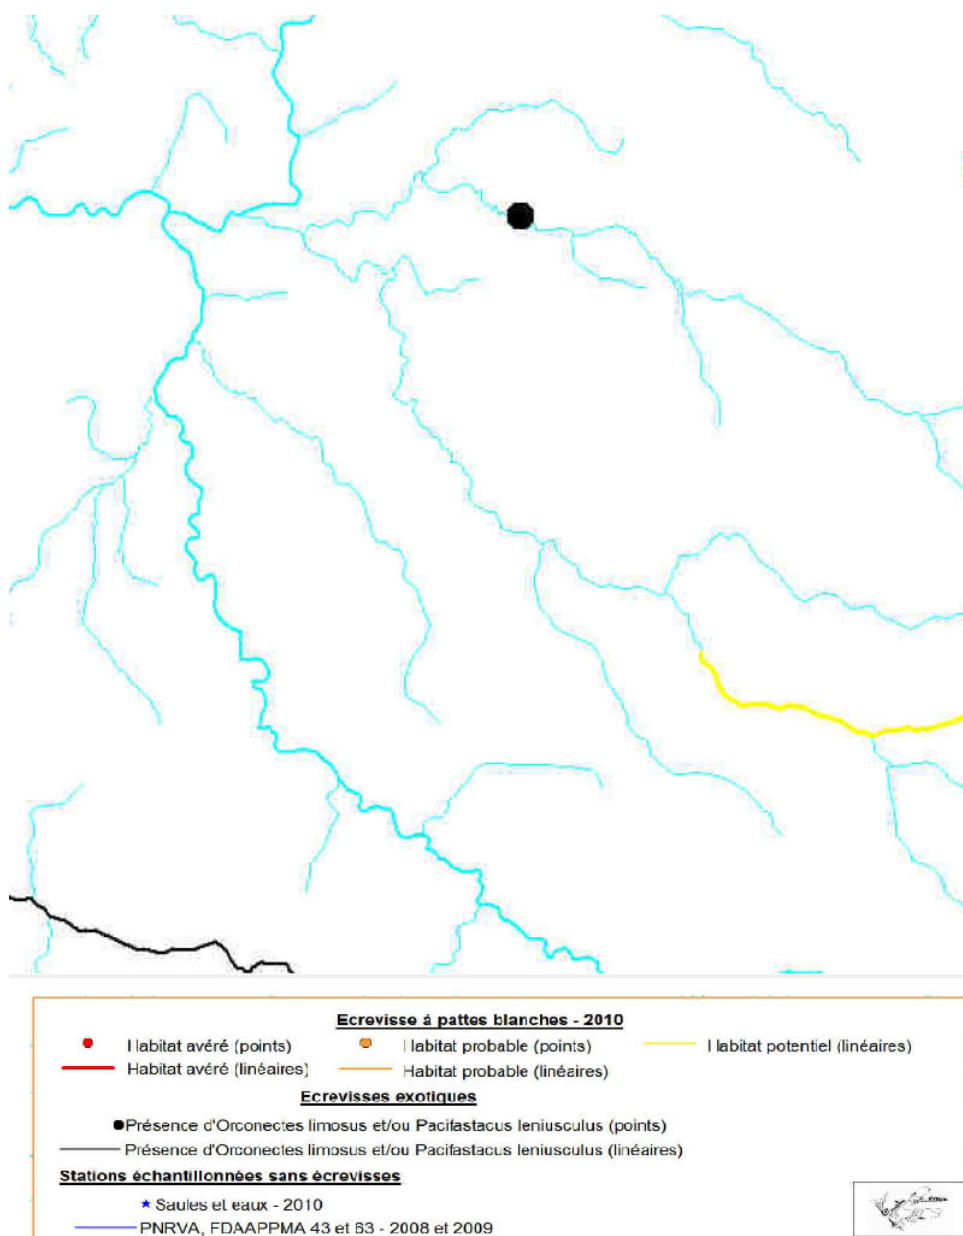 Ecrevisse à pattes blanches - 2010
Habitat avéré (points) Habitat probable (points) Habitat potentiel (linéaires)
Habitat avéré (linéaires) Habitat probable (linéaires)
Ecrevisses exotiques
Présence d'Orconectes limosus et/ou Pacifastacus leniusculus (points)
Présence d'Orconectes limosus et/ou Pacifastacus leniusculus (linéaires)
Stations échantillonnées sans écrevisses
Saules et eaux - 2010
PNRVA, FDAAPPMA 43 et 63 - 2008 et 2009